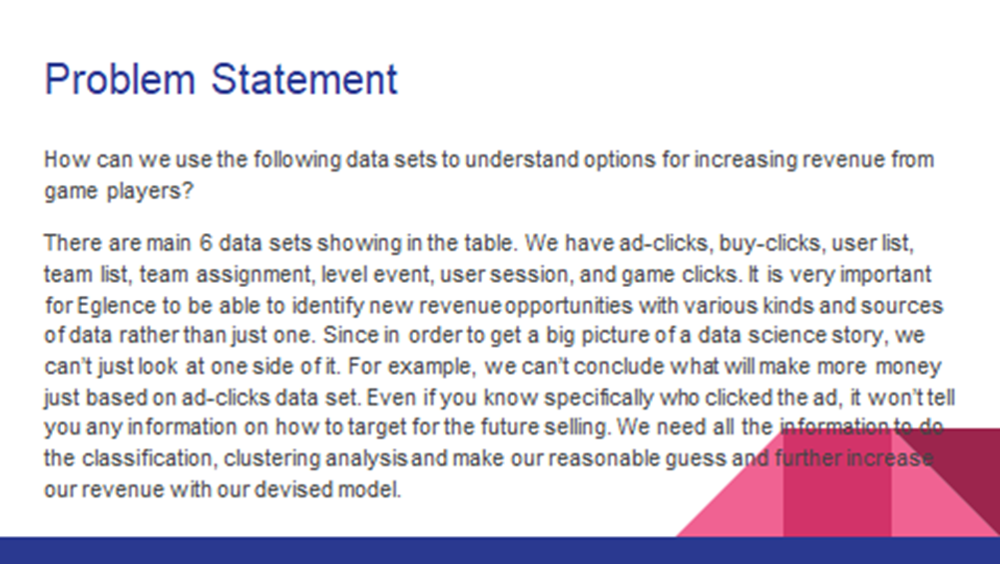 Problem Statement
How can we use the following data sets to understand options for increasing revenue from
game players?
There are main 6 data sets showing in the table. We have ad-clicks, buy-clicks, user list,
team list, team assignment, level event, user session, and game clicks. It is very important
for Eglence to be able to identify new revenue opportunities with various kinds and sources
of data rather than just one. Since in order to get a big picture of a data science story, we
can't just look at one side of it. For example, we can't conclude what will make more money
just based on ad-clicks data set. Even if you know specifically who clicked the ad, it won't tell
you any information on how to target for the future selling. We need all the information to do
the classification, clustering analysis and make our reasonable guess and further increase
our revenue with our devised model.